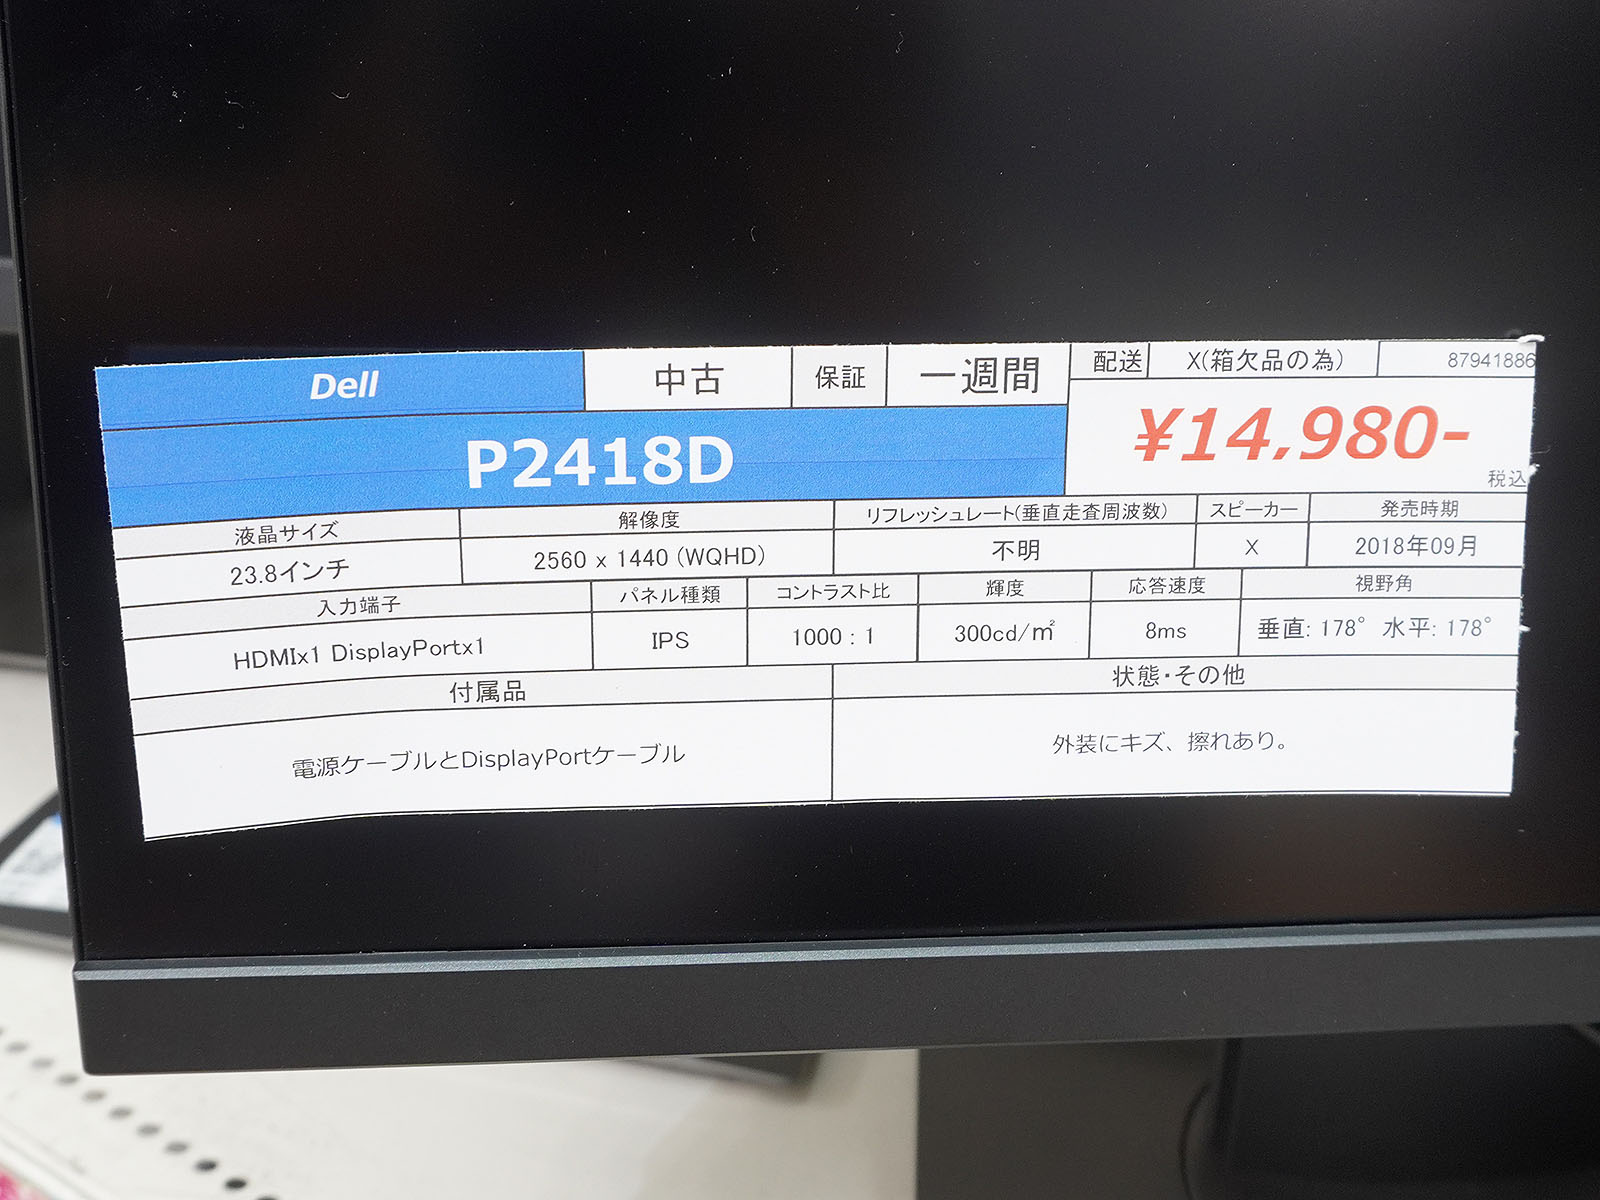 Dell 中古 保証 一週間 配送 X(箱欠品の為) 87941886
P2418D ¥14,980-
税込
液晶サイズ 解像度 リフレッシュレート(垂直走査周波数) スピーカー 発売時期
23.8インチ 2560 x 1440 (WQHD) 不明 X 2018年09月
入力端子 パネル種類 コントラスト比 輝度 応答速度 視野角
HDMIx1 DisplayPortx1 IPS 1000 : 1 300cd/㎡ 8ms 垂直: 178° 水平: 178°
付属品 状態・その他
電源ケーブルとDisplayPortケーブル 外装にキズ、擦れあり。